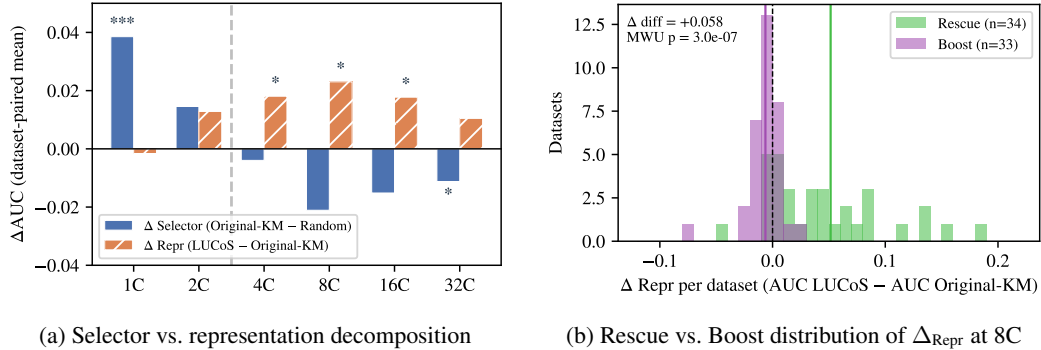 ΔAUC (dataset-paired mean)
0.04
0.02
0.00
−0.02
−0.04
***
*
*
*
*
Δ Selector (Original-KM − Random)
Δ Repr (LUCoS − Original-KM)
1C 2C 4C 8C 16C 32C
(a) Selector vs. representation decomposition
Datasets
12.5
10.0
7.5
5.0
2.5
0.0
Δ diff = +0.058
MWU p = 3.0e-07
Rescue (n=34)
Boost (n=33)
−0.1 0.0 0.1 0.2
Δ Repr per dataset (AUC LUCoS − AUC Original-KM)
(b) Rescue vs. Boost distribution of Δ_Repr at 8C